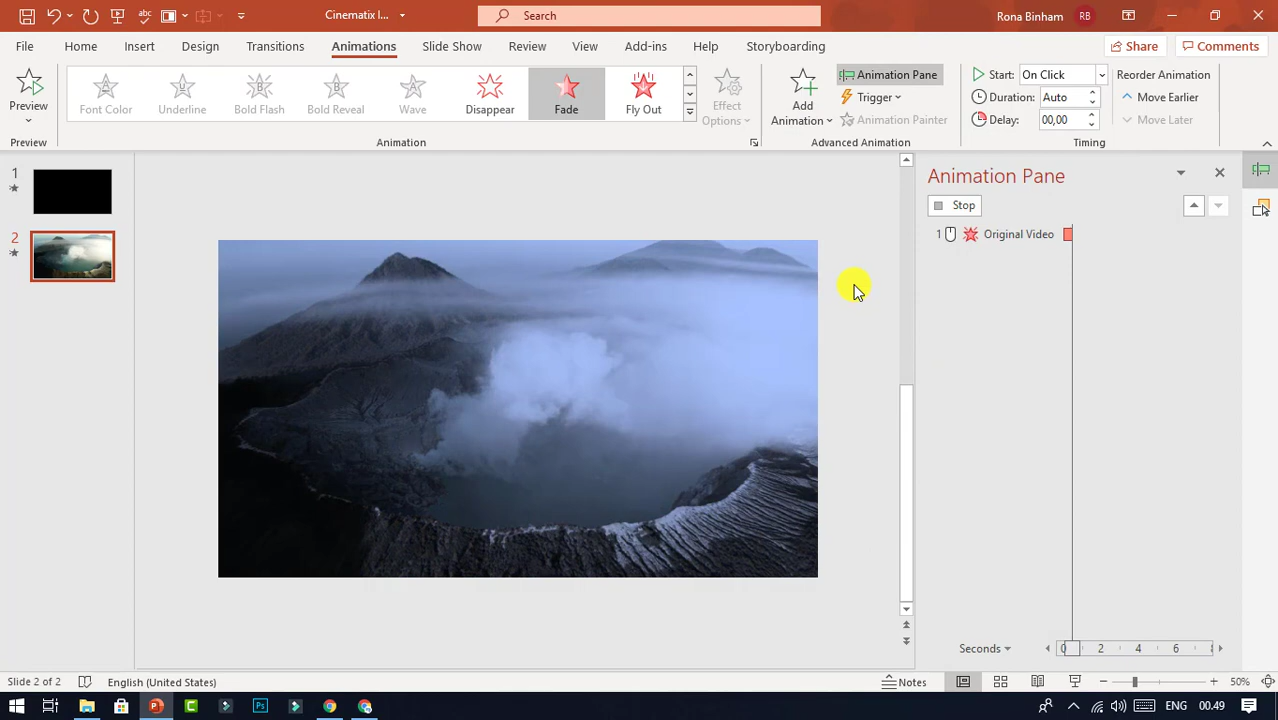 Cinematix I...
Search
Rona Binham
RB
File
Home
Insert
Design
Transitions
Animations
Slide Show
Review
View
Add-ins
Help
Storyboarding
Share
Comments
Preview
Preview
Font Color
Underline
Bold Flash
Bold Reveal
Wave
Disappear
Fade
Fly Out
Animation
Effect
Options
Add
Animation
Animation Pane
Trigger
Animation Painter
Advanced Animation
Start: On Click
Duration: Auto
Delay: 00,00
Timing
Reorder Animation
Move Earlier
Move Later
1
2
Animation Pane
Stop
1 Original Video
Seconds
0 2 4 6
Slide 2 of 2
English (United States)
Notes
50%
ENG
00.49